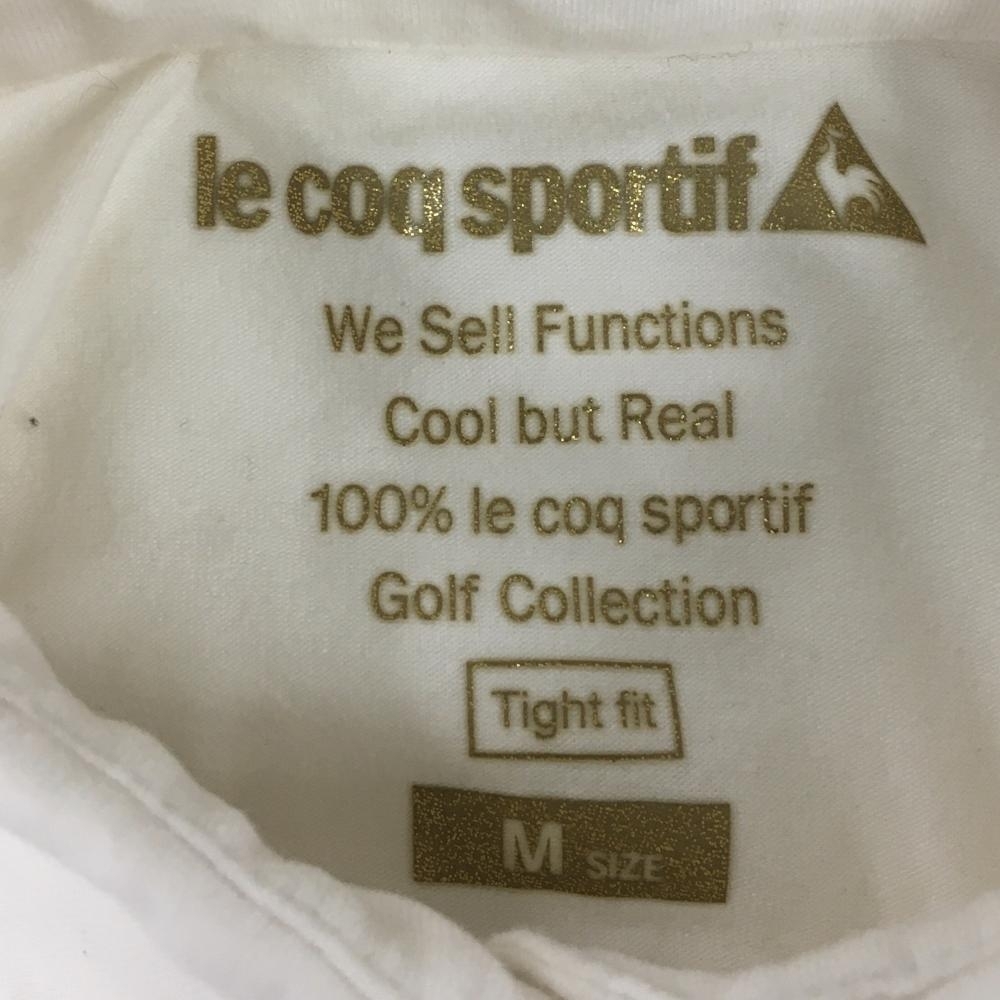 le coq sportif
We Sell Functions
Cool but Real
100% le coq sportif
Golf Collection
Tight fit
M SIZE